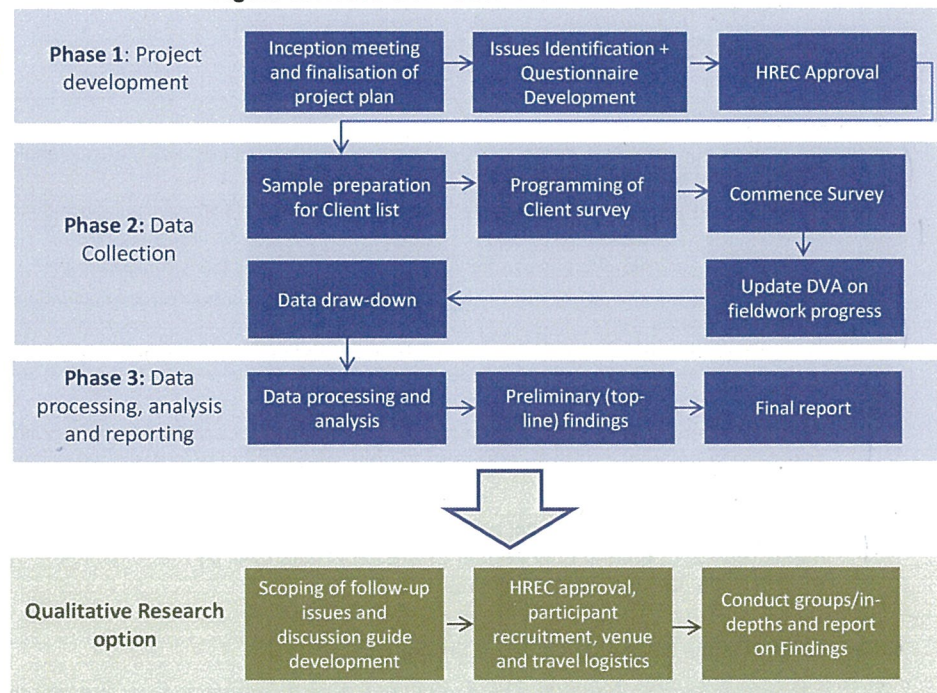 Phase 1: Project
development
Inception meeting
and finalisation of
project plan
Issues Identification +
Questionnaire
Development
HREC Approval
Phase 2: Data
Collection
Sample preparation
for Client list
Programming of
Client survey
Commence Survey
Update DVA on
fieldwork progress
Data draw-down
Phase 3: Data
processing, analysis
and reporting
Data processing and
analysis
Preliminary (top-
line) findings
Final report
Qualitative Research
option
Scoping of follow-up
issues and
discussion guide
development
HREC approval,
participant
recruitment, venue
and travel logistics
Conduct groups/in-
depths and report
on Findings